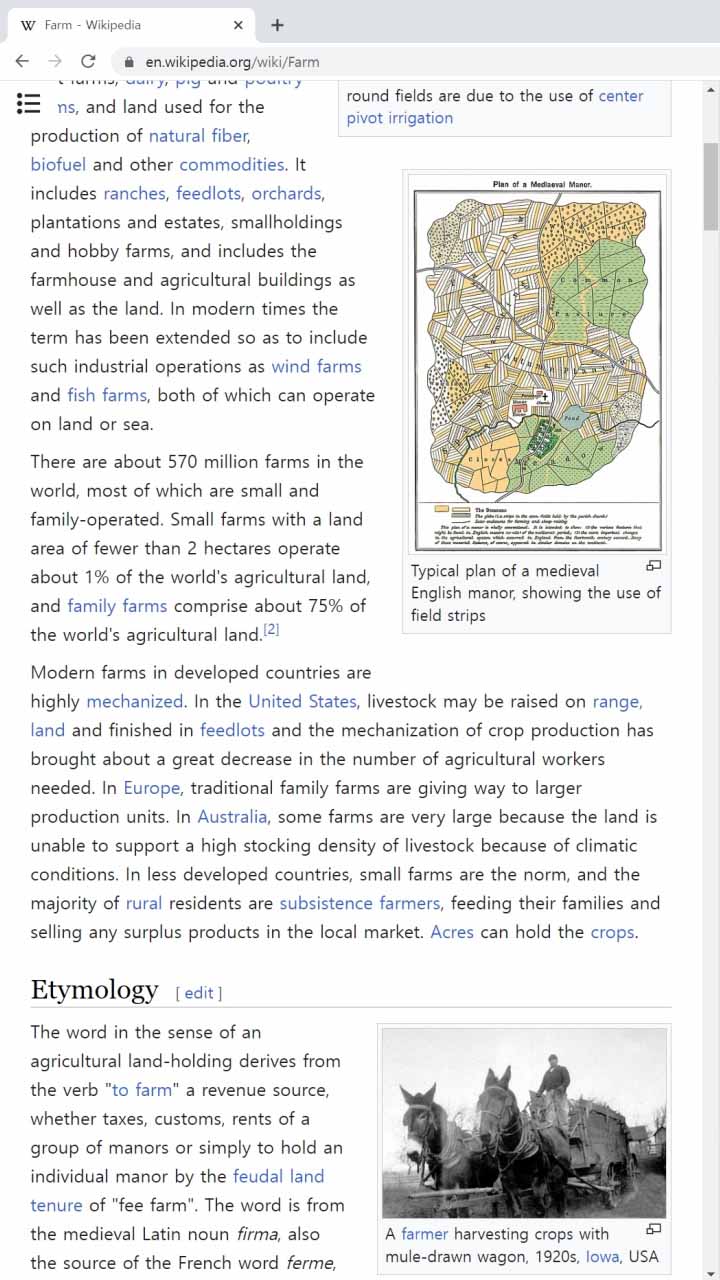 Farm - Wikipedia
en.wikipedia.org/wiki/Farm
farms, dairy, pig and poultry
ms, and land used for the
production of natural fiber,
biofuel and other commodities. It
includes ranches, feedlots, orchards,
plantations and estates, smallholdings
and hobby farms, and includes the
farmhouse and agricultural buildings as
well as the land. In modern times the
term has been extended so as to include
such industrial operations as wind farms
and fish farms, both of which can operate
on land or sea.
round fields are due to the use of center
pivot irrigation
Plan of a Mediaeval Manor.
Common
Pasture
Pond
Close
Meadow
The Demesne
Typical plan of a medieval
English manor, showing the use of
field strips
There are about 570 million farms in the
world, most of which are small and
family-operated. Small farms with a land
area of fewer than 2 hectares operate
about 1% of the world's agricultural land,
and family farms comprise about 75% of
the world's agricultural land.[2]
Modern farms in developed countries are
highly mechanized. In the United States, livestock may be raised on range,
land and finished in feedlots and the mechanization of crop production has
brought about a great decrease in the number of agricultural workers
needed. In Europe, traditional family farms are giving way to larger
production units. In Australia, some farms are very large because the land is
unable to support a high stocking density of livestock because of climatic
conditions. In less developed countries, small farms are the norm, and the
majority of rural residents are subsistence farmers, feeding their families and
selling any surplus products in the local market. Acres can hold the crops.
Etymology [ edit ]
The word in the sense of an
agricultural land-holding derives from
the verb "to farm" a revenue source,
whether taxes, customs, rents of a
group of manors or simply to hold an
individual manor by the feudal land
tenure of "fee farm". The word is from
the medieval Latin noun firma, also
the source of the French word ferme,
A farmer harvesting crops with
mule-drawn wagon, 1920s, Iowa, USA